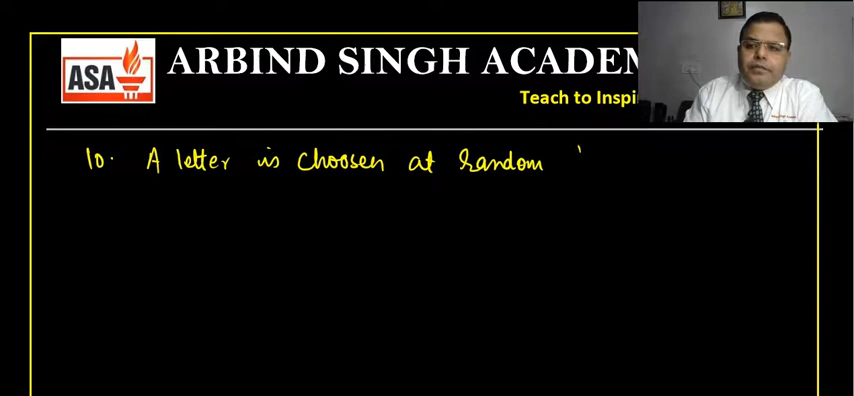 ASA
ARBIND SINGH ACADEM
Teach to Inspi
10. A letter is choosen at random